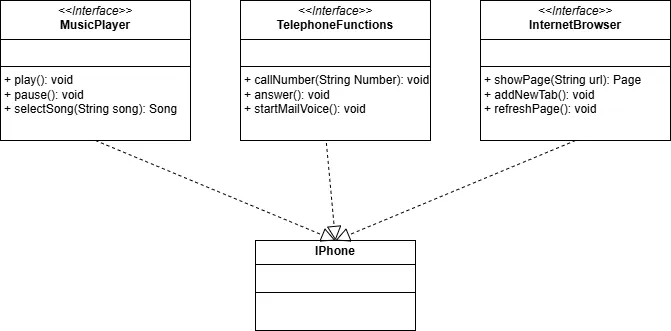 <<Interface>>
MusicPlayer
+ play(): void
+ pause(): void
+ selectSong(String song): Song
<<Interface>>
TelephoneFunctions
+ callNumber(String Number): void
+ answer(): void
+ startMailVoice(): void
<<Interface>>
InternetBrowser
+ showPage(String url): Page
+ addNewTab(): void
+ refreshPage(): void
IPhone